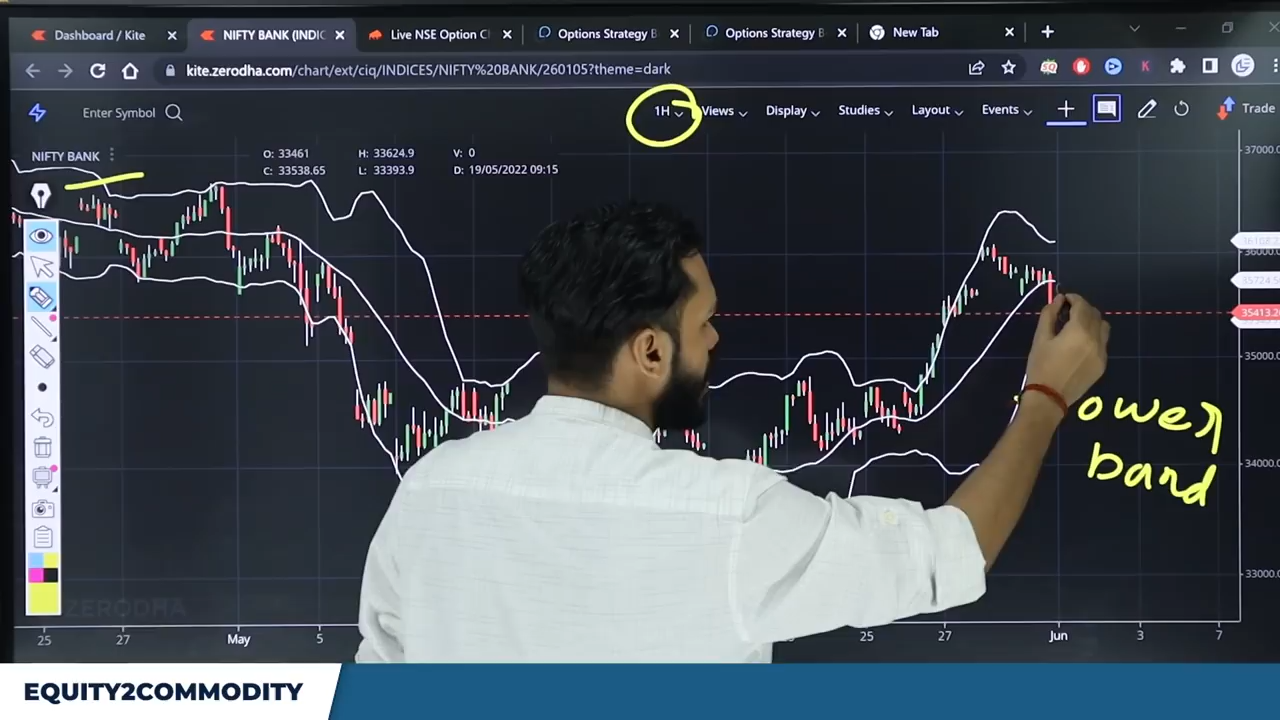 Dashboard / Kite
NIFTY BANK (INDIC
Live NSE Option C
Options Strategy B
Options Strategy B
New Tab
kite.zerodha.com/chart/ext/ciq/INDICES/NIFTY%20BANK/260105?theme=dark
Enter Symbol
1H
Views
Display
Studies
Layout
Events
Trade
NIFTY BANK
O: 33461
H: 33624.9
V: 0
C: 33538.65
L: 33393.9
D: 19/05/2022 09:15
37000.0
36000.0
35413.20
35000.0
34000.0
ower
band
33000.0
ZERODHA
25
27
May
5
25
27
Jun
3
7
EQUITY2COMMODITY